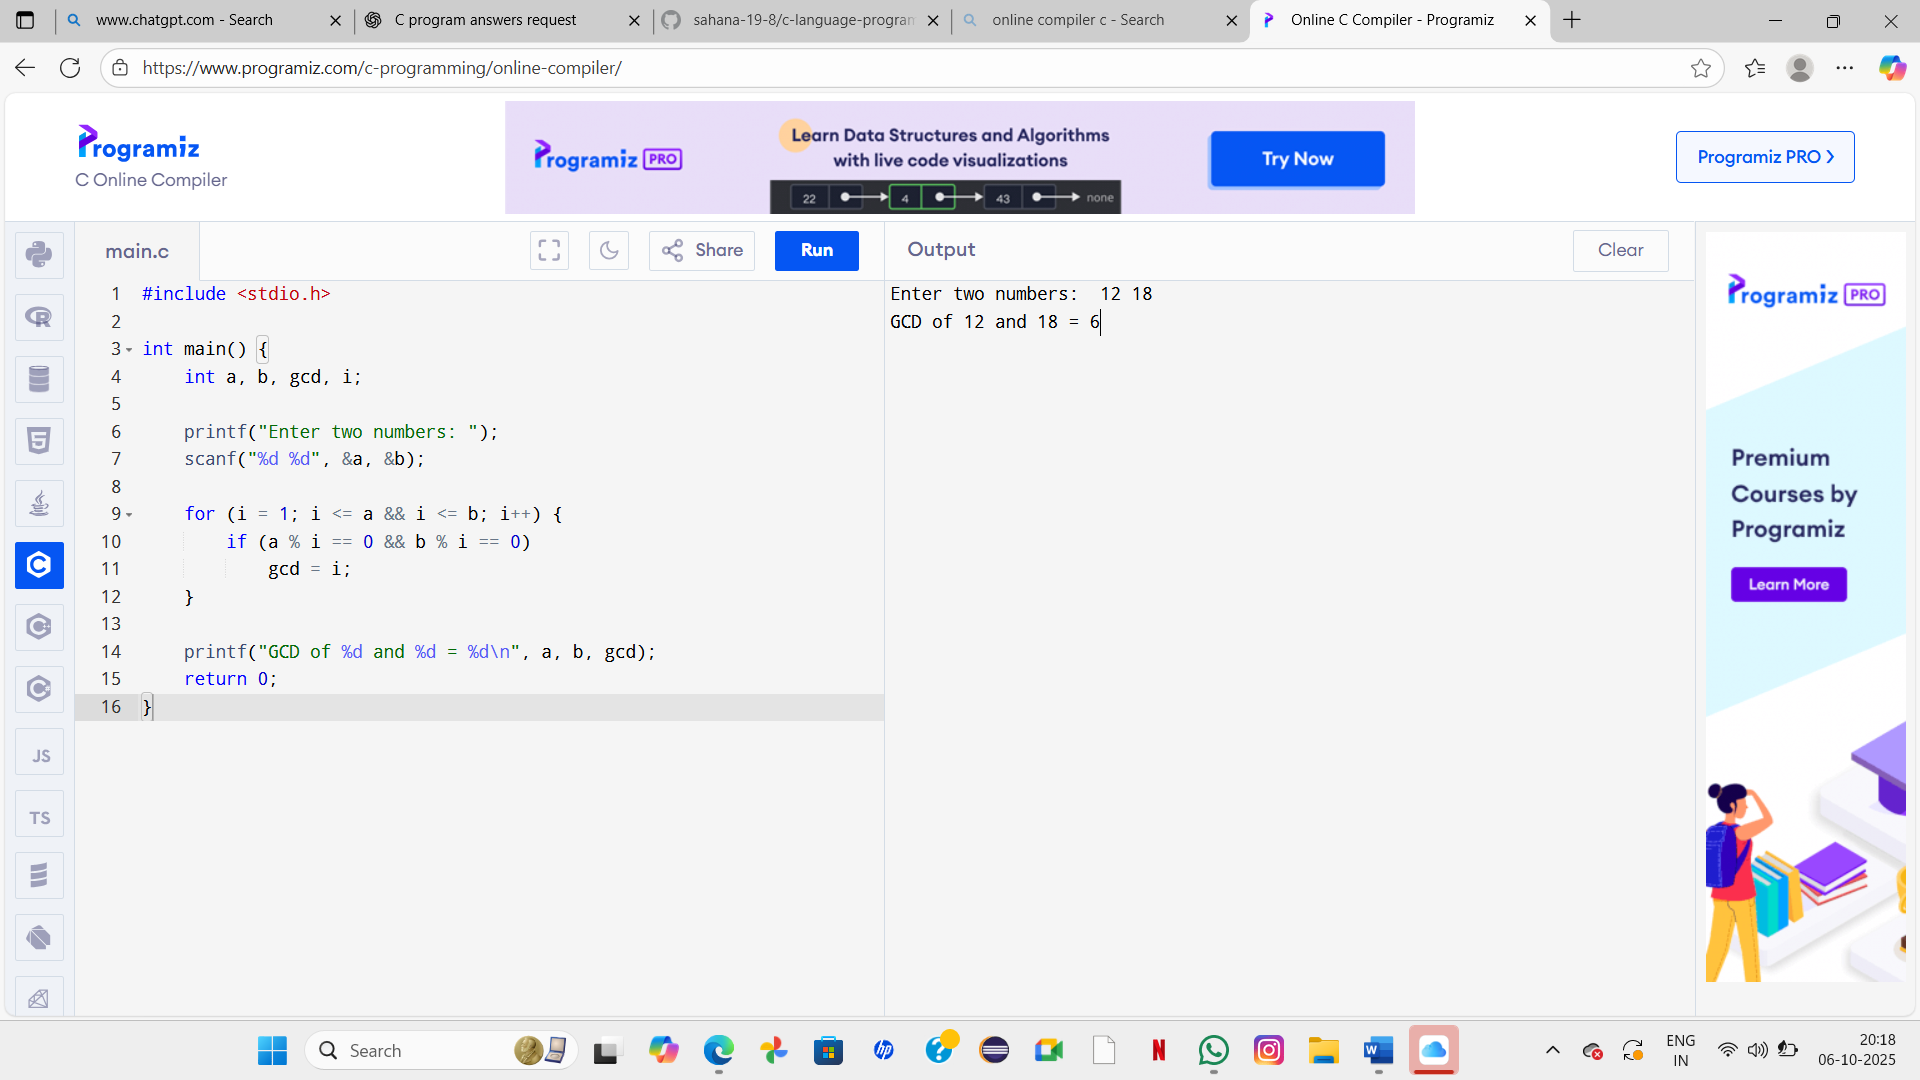 www.chatgpt.com - Search
C program answers request
sahana-19-8/c-language-program
online compiler c - Search
Online C Compiler - Programiz
https://www.programiz.com/c-programming/online-compiler/
Programiz
C Online Compiler
Programiz PRO
Learn Data Structures and Algorithms
with live code visualizations
22 4 43 none
Try Now
Programiz PRO
main.c
Share
Run
Output
Clear
1 #include <stdio.h>
2
3 int main() {
4 int a, b, gcd, i;
5
6 printf("Enter two numbers: ");
7 scanf("%d %d", &a, &b);
8
9 for (i = 1; i <= a && i <= b; i++) {
10 if (a % i == 0 && b % i == 0)
11 gcd = i;
12 }
13
14 printf("GCD of %d and %d = %d\n", a, b, gcd);
15 return 0;
16 }
Enter two numbers:  12 18
GCD of 12 and 18 = 6
Programiz PRO
Premium
Courses by
Programiz
Learn More
JS
TS
Search
ENG
IN
20:18
06-10-2025